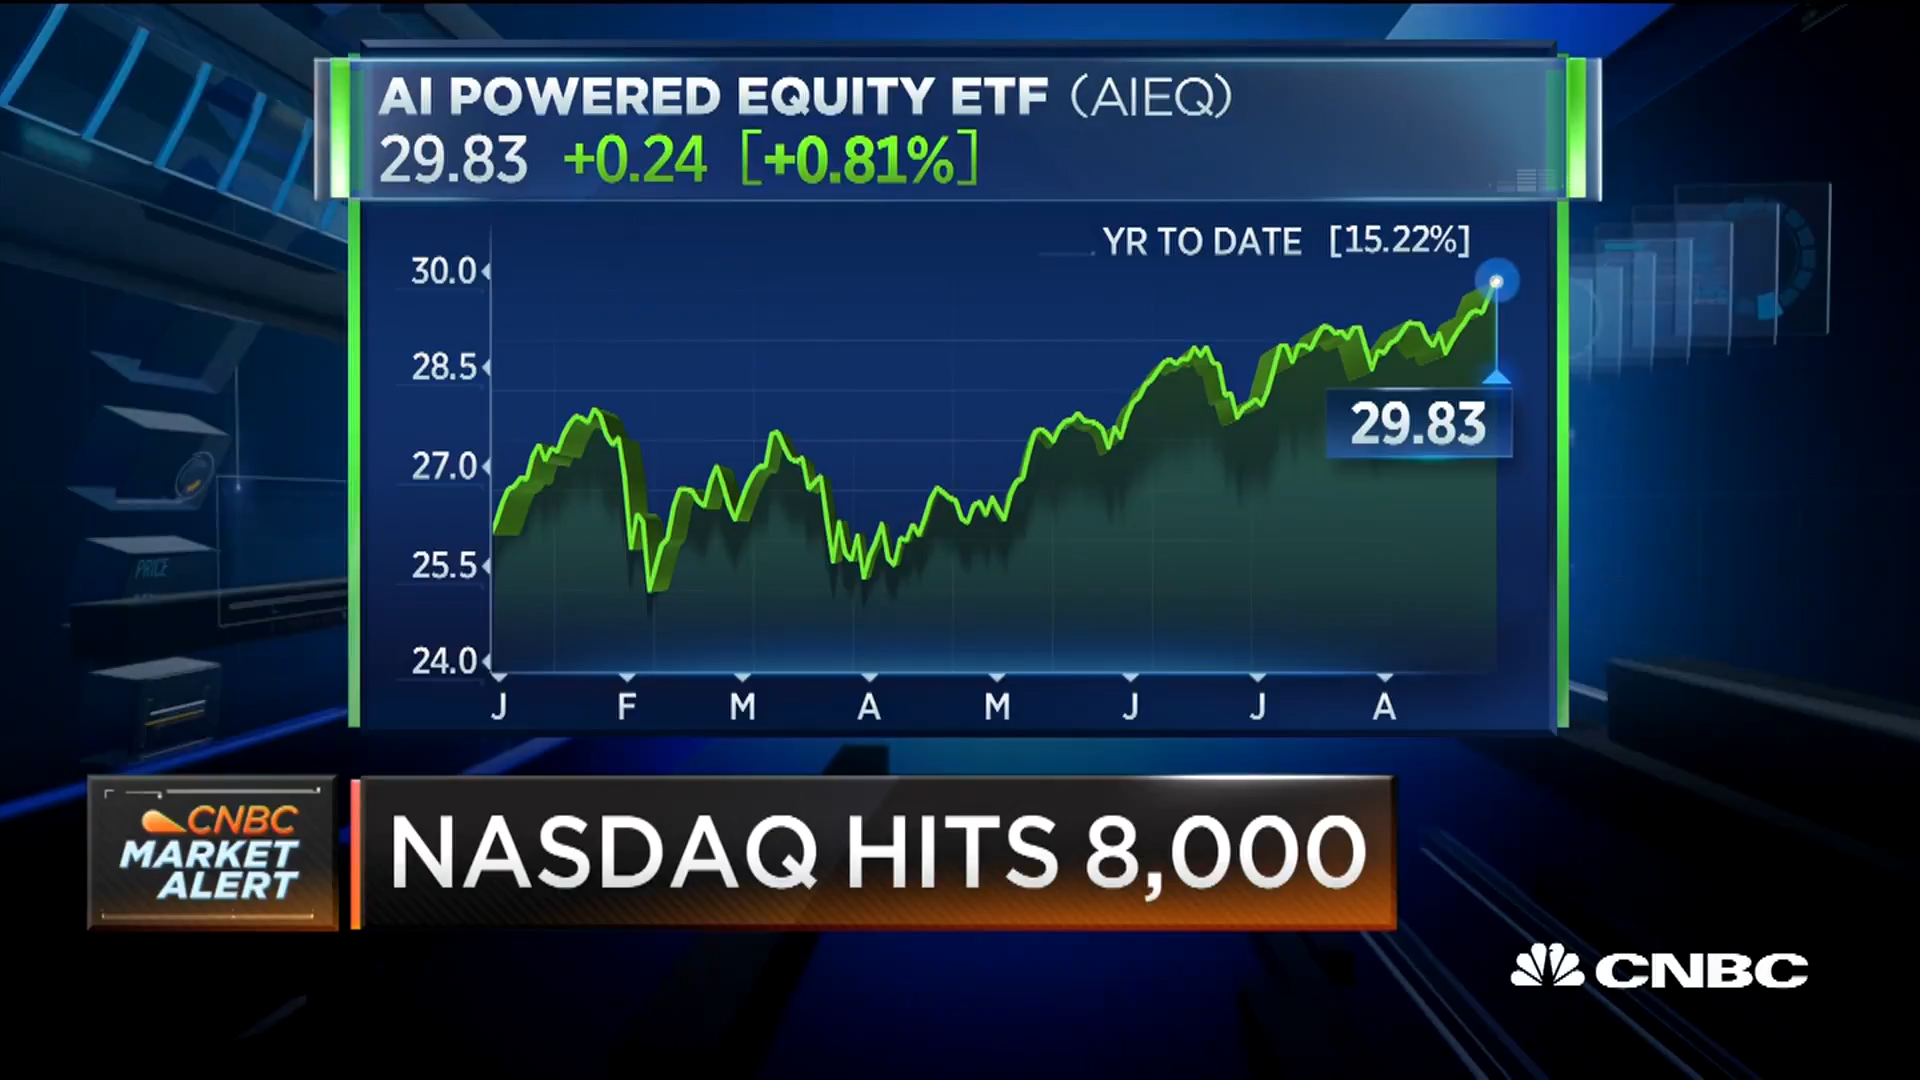 AI POWERED EQUITY ETF (AIEQ)
29.83 +0.24 [+0.81%]
YR TO DATE [15.22%]
30.0
28.5
27.0
25.5
24.0
29.83
J F M A M J J A
PRICE
CNBC
MARKET
ALERT
NASDAQ HITS 8,000
CNBC